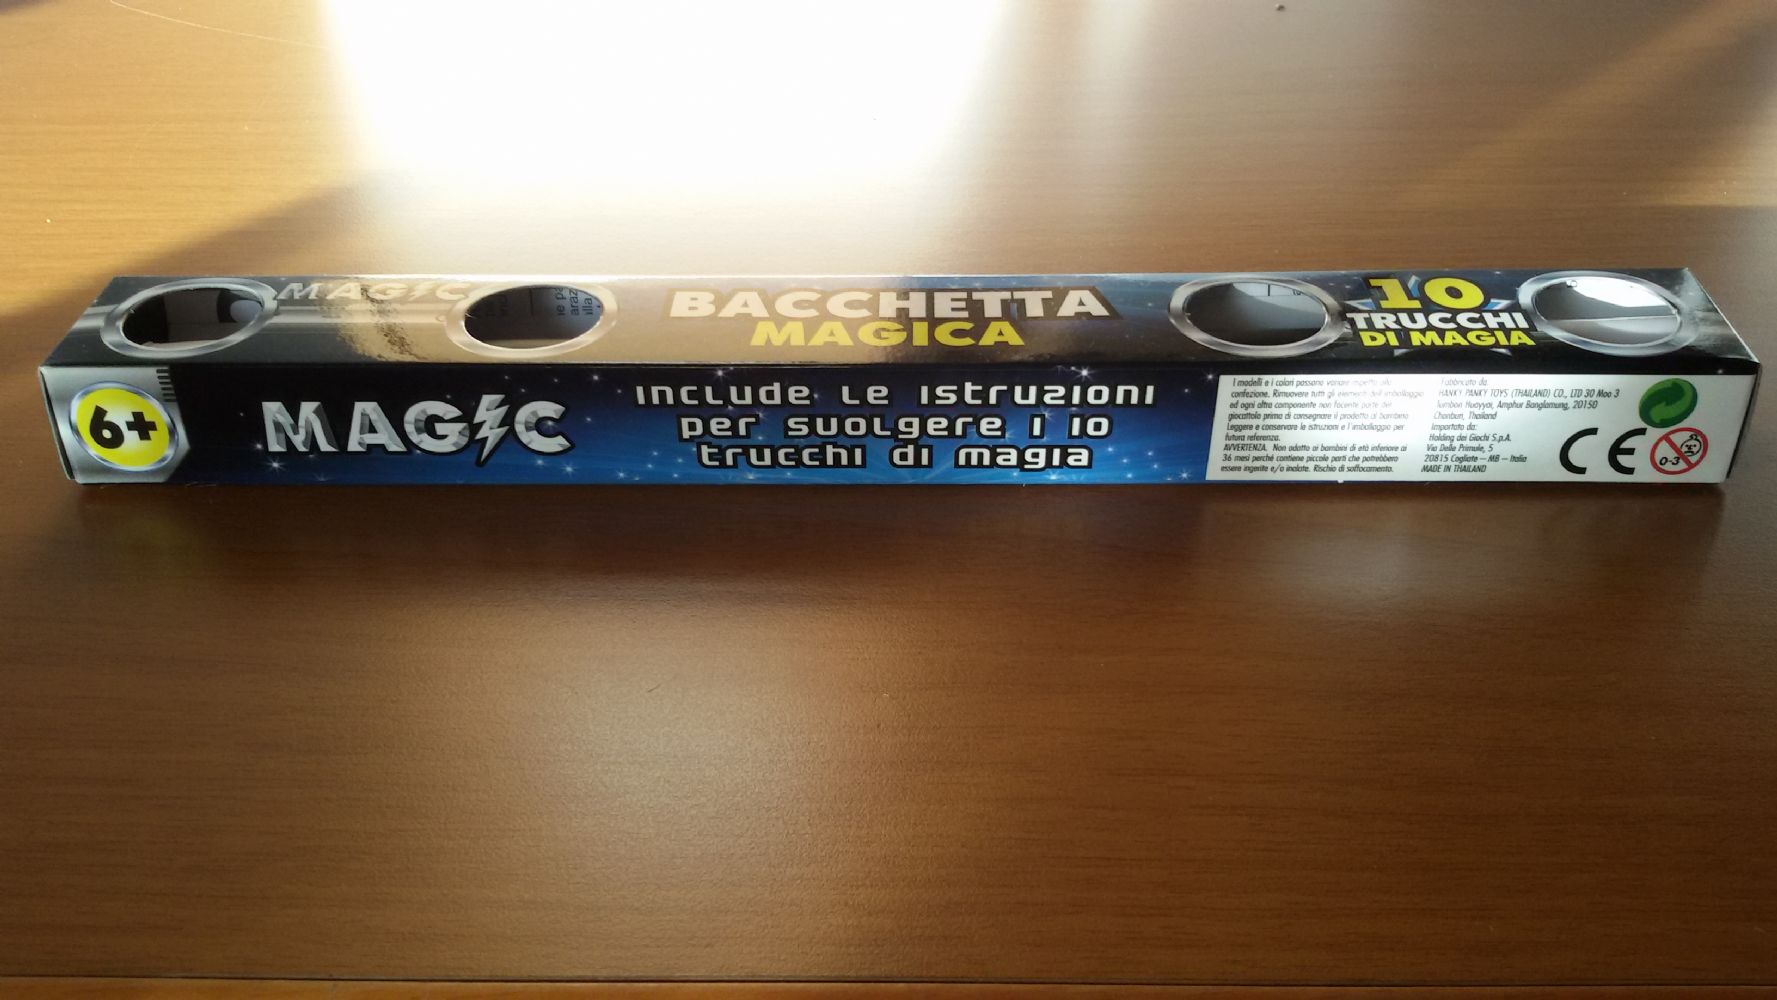 MAGIC
BACCHETTA
MAGICA
10
TRUCCHI
DI MAGIA
6+
MAGIC
INCLUDE LE ISTRUZIONI
PER SVOLGERE I 10
TRUCCHI DI MAGIA
I modelli e i colori possono variare rispetto alla
confezione. Rimuovere tutti gli elementi dell'imballaggio
ed ogni altro componente non facente parte del
giocattolo prima di consegnare il prodotto al bambino
Leggere e conservare le istruzioni e l'imballaggio per
futura referenza.
AVVERTENZA. Non adatto ai bambini di età inferiore ai
36 mesi perché contiene piccole parti che potrebbero
essere ingerite e/o inalate. Rischio di soffocamento.
Fabbricato da:
HANKY PANKY TOYS (THAILAND) CO., LTD 30 Moo 3
Tambon Huayyai, Amphur Banglamung, 20150
Chonburi, Thailand
Importato da:
Holding dei Giochi S.p.A.
Via Delle Primule, 5
20815 Cogliate – MB – Italia
MADE IN THAILAND
CE
0-3